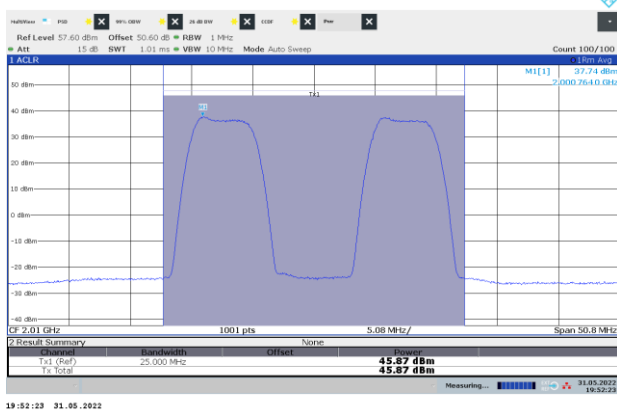 MultiView PSD X 99% OBW X 26 dB BW X CCDF X Pwr X
Ref Level 57.60 dBm Offset 50.60 dB RBW 1 MHz
Att 15 dB SWT 1.01 ms VBW 10 MHz Mode Auto Sweep Count 100/100
1 ACLR 1Rm Avg
M1[1] 37.74 dBm
2.0007640 GHz
50 dBm
Tx1
40 dBm
M1
30 dBm
20 dBm
10 dBm
0 dBm
-10 dBm
-20 dBm
-30 dBm
-40 dBm
CF 2.01 GHz 1001 pts 5.08 MHz/ Span 50.8 MHz
2 Result Summary None
Channel Bandwidth Offset Power
Tx1 (Ref) 25.000 MHz 45.87 dBm
Tx Total 45.87 dBm
Measuring... 31.05.2022
19:52:23
19:52:23 31.05.2022